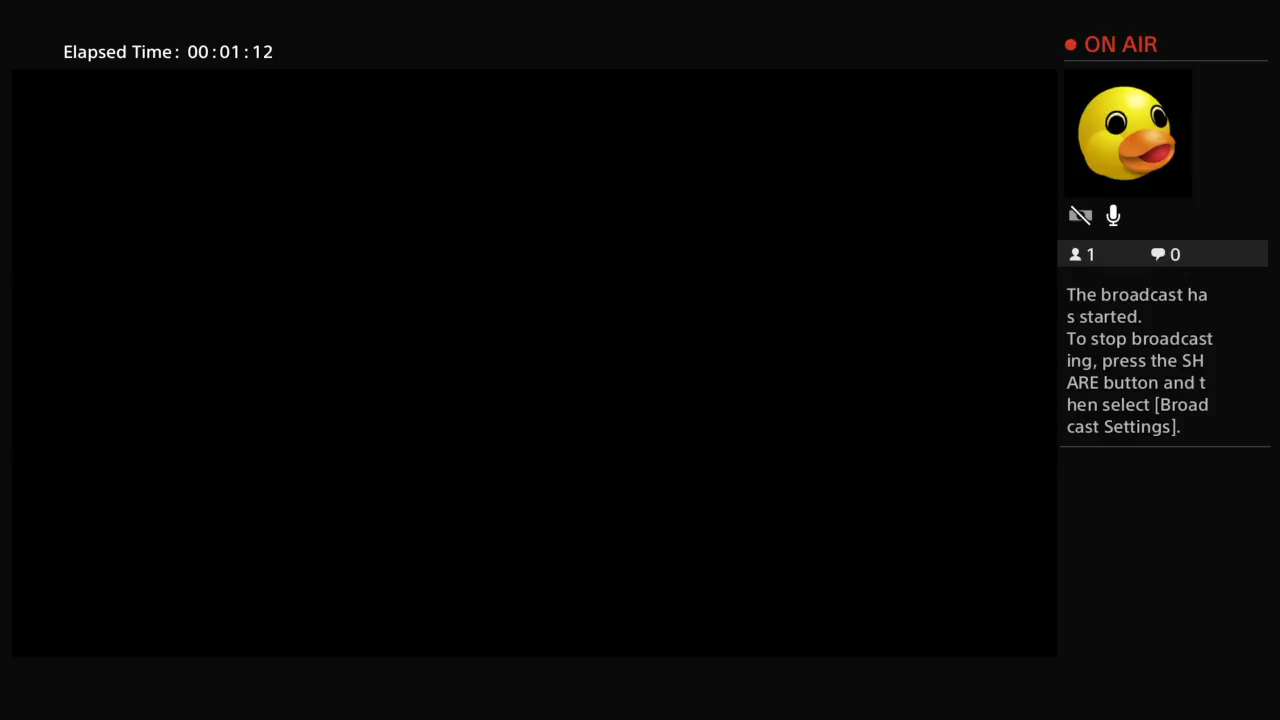 Elapsed Time: 00:01:12
ON AIR
1 0
The broadcast ha
s started.
To stop broadcast
ing, press the SH
ARE button and t
hen select [Broad
cast Settings].